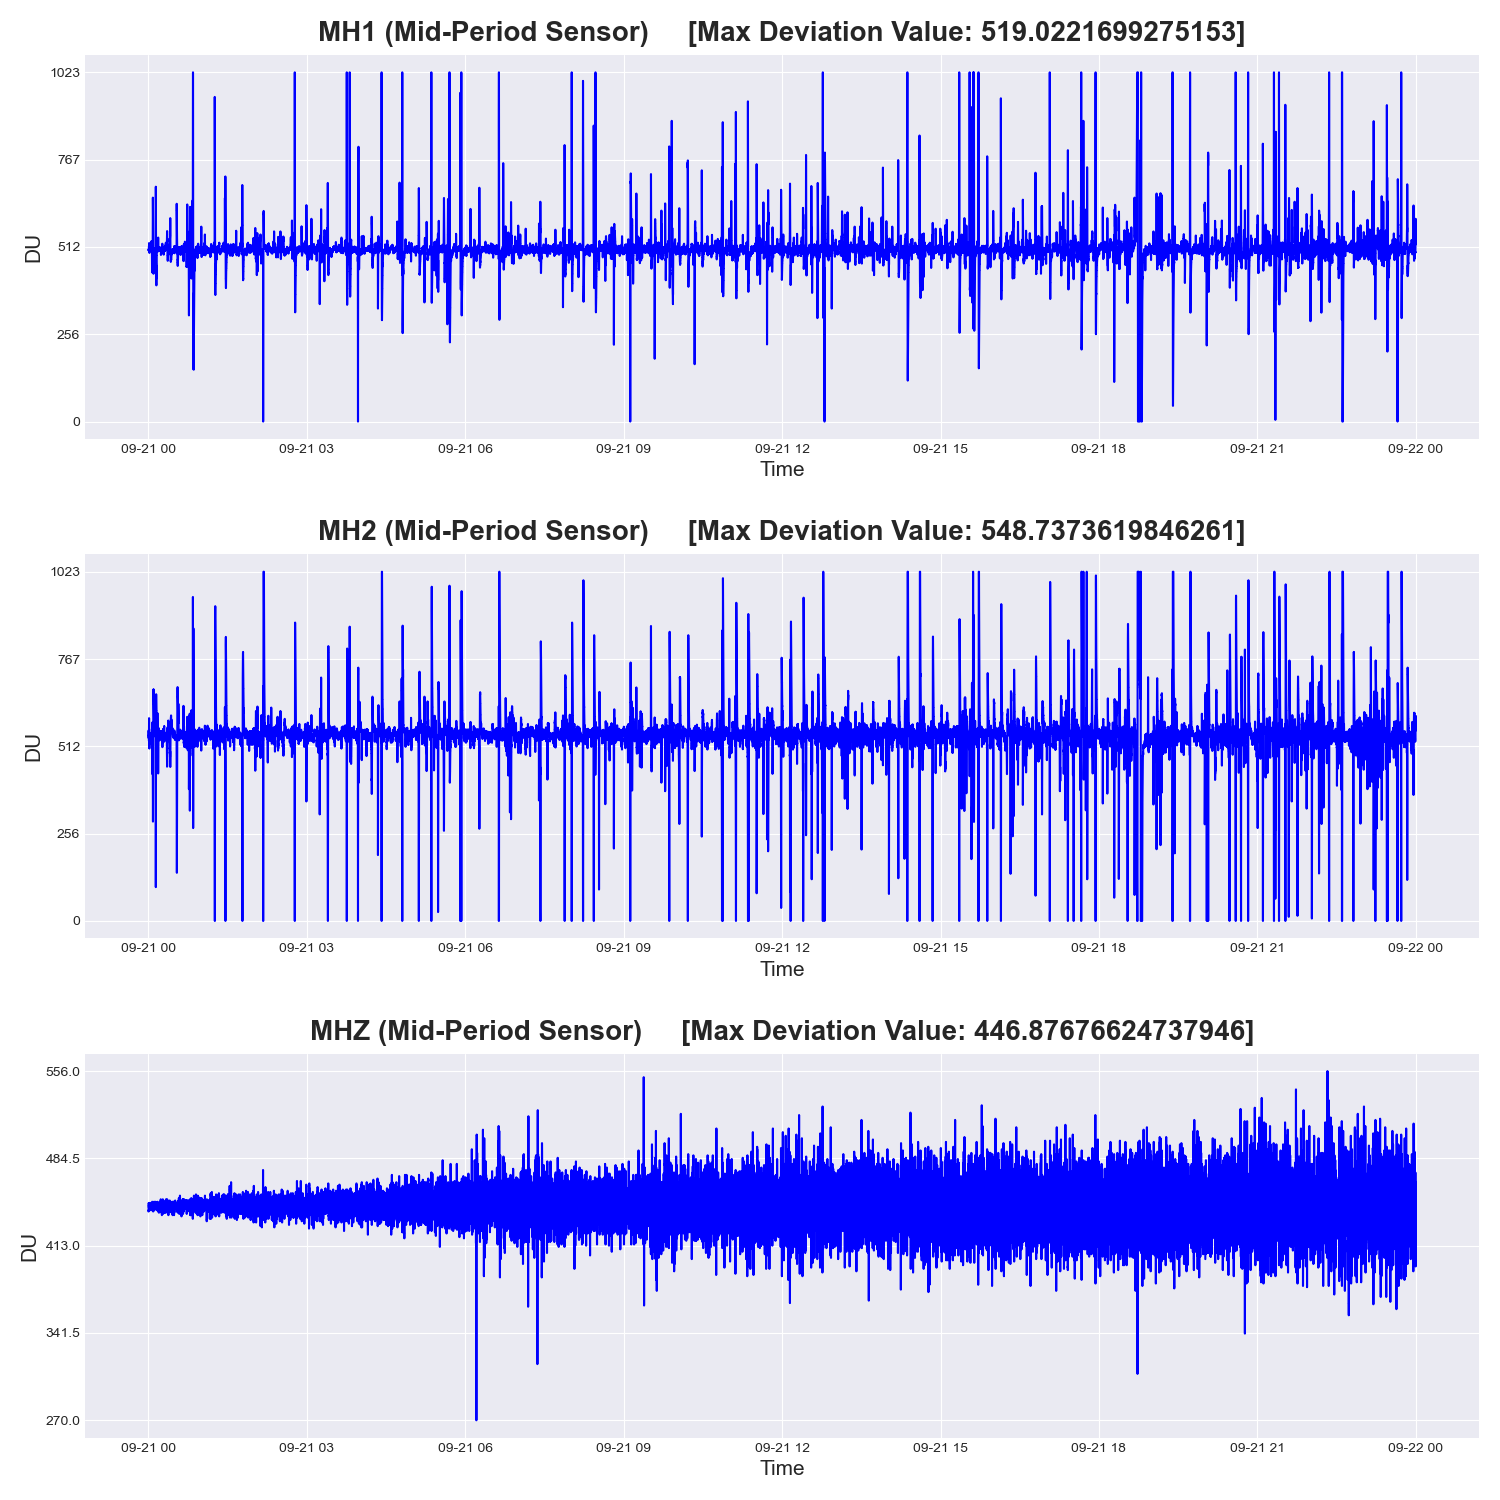 MH1 (Mid-Period Sensor) [Max Deviation Value: 519.0221699275153]
1023
767
512
256
0
DU
09-21 00 09-21 03 09-21 06 09-21 09 09-21 12 09-21 15 09-21 18 09-21 21 09-22 00
Time
MH2 (Mid-Period Sensor) [Max Deviation Value: 548.7373619846261]
1023
767
512
256
0
DU
09-21 00 09-21 03 09-21 06 09-21 09 09-21 12 09-21 15 09-21 18 09-21 21 09-22 00
Time
MHZ (Mid-Period Sensor) [Max Deviation Value: 446.87676624737946]
556.0
484.5
413.0
341.5
270.0
DU
09-21 00 09-21 03 09-21 06 09-21 09 09-21 12 09-21 15 09-21 18 09-21 21 09-22 00
Time